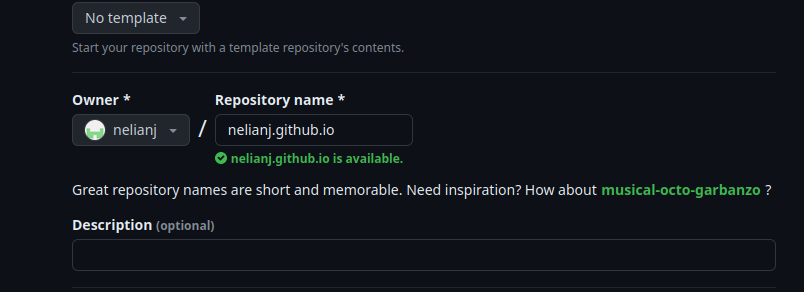 No template
Start your repository with a template repository's contents.
Owner * Repository name *
nelianj / nelianj.github.io
nelianj.github.io is available.
Great repository names are short and memorable. Need inspiration? How about musical-octo-garbanzo ?
Description (optional)